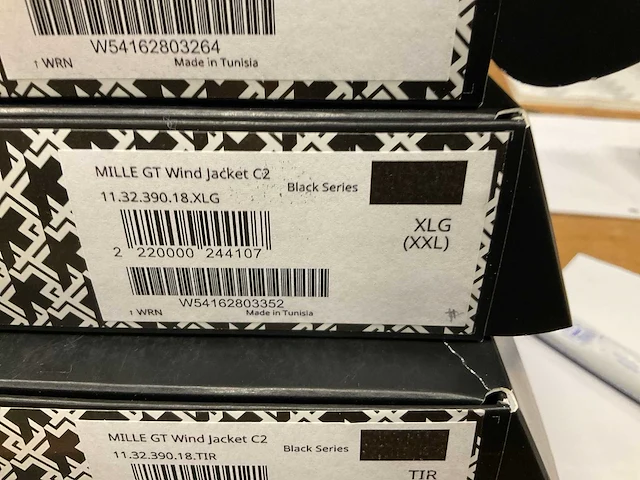 W54162803264
1 WRN Made in Tunisia
MILLE GT Wind Jacket C2
Black Series
11.32.390.18.XLG
XLG
(XXL)
2 220000 244107
W54162803352
1 WRN Made in Tunisia
MILLE GT Wind Jacket C2
Black Series
11.32.390.18.TIR
TIR